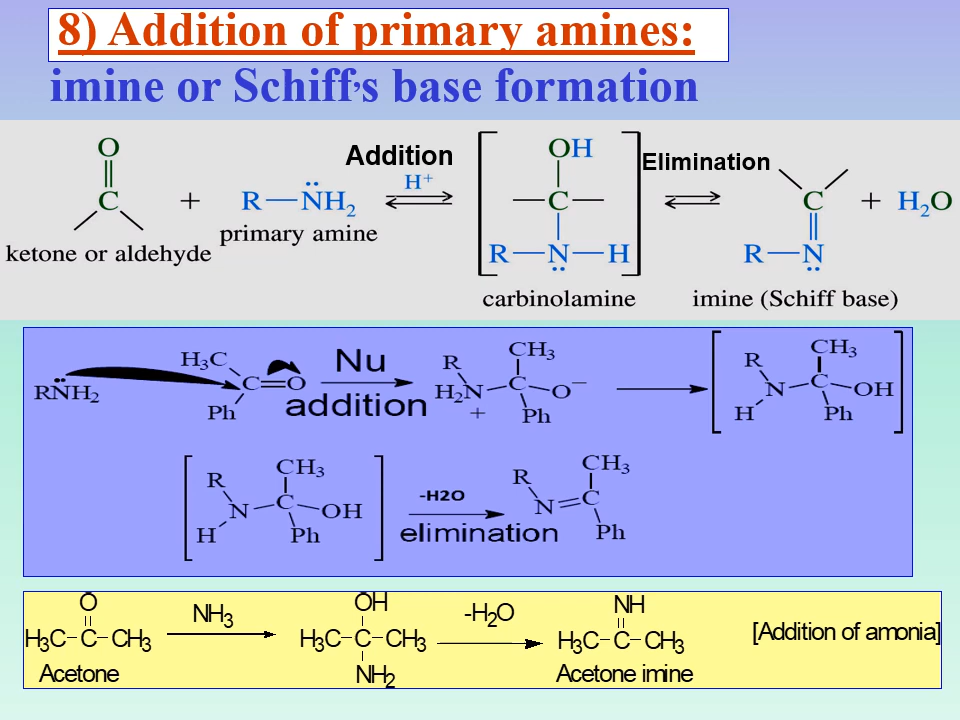 8) Addition of primary amines:
imine or Schiff,s base formation
O
C
ketone or aldehyde
+
R—N̈H₂
primary amine
Addition
H⁺
OH
C
R—N̈—H
carbinolamine
Elimination
C
R—N̈
imine (Schiff base)
+ H₂O
RN̈H₂
H₃C
C=O
Ph
Nu
addition
R CH₃
H₂N C O⁻
+ Ph
R CH₃
N C OH
H Ph
R CH₃
N C OH
H Ph
-H2O
elimination
R CH₃
N=C
Ph
O
H₃C–C–CH₃
Acetone
NH₃
OH
H₃C–C–CH₃
NH₂
-H₂O
NH
H₃C–C–CH₃
Acetone imine
[Addition of amonia]